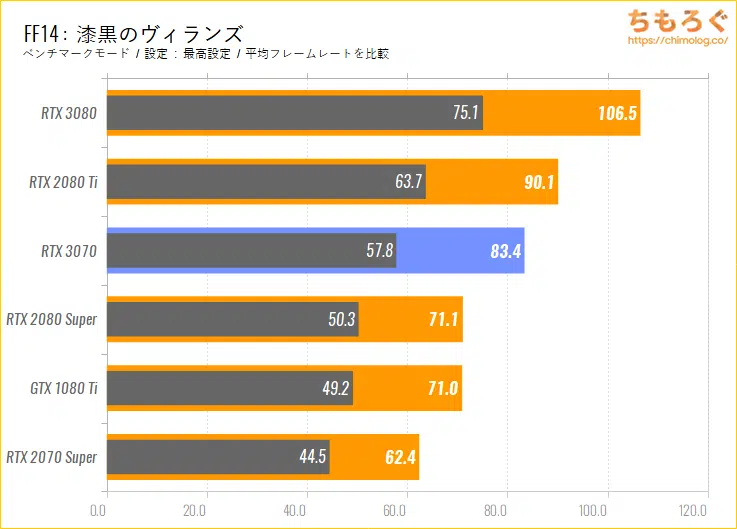 FF14 : 漆黒のヴィランズ
ベンチマークモード / 設定 : 最高設定 / 平均フレームレートを比較
ちもろぐ
https://chimolog.co/
RTX 3080 75.1 106.5
RTX 2080 Ti 63.7 90.1
RTX 3070 57.8 83.4
RTX 2080 Super 50.3 71.1
GTX 1080 Ti 49.2 71.0
RTX 2070 Super 44.5 62.4
0.0 20.0 40.0 60.0 80.0 100.0 120.0